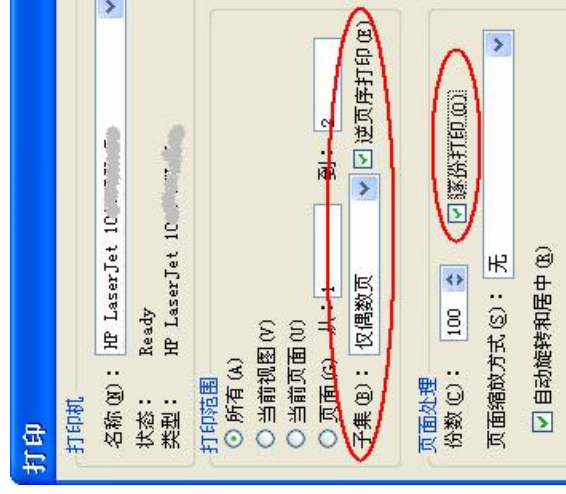 打印
打印机
名称(N)： HP LaserJet 10
状态： Ready
类型： HP LaserJet 10
打印范围
所有(A)
当前视图(V)
当前页面(U)
页面(G) 从：1 到：2
子集(B)： 仅偶数页 逆页序打印(E)
页面处理
份数(C)： 100 逐份打印(O)
页面缩放方式(S)： 无
自动旋转和居中(R)